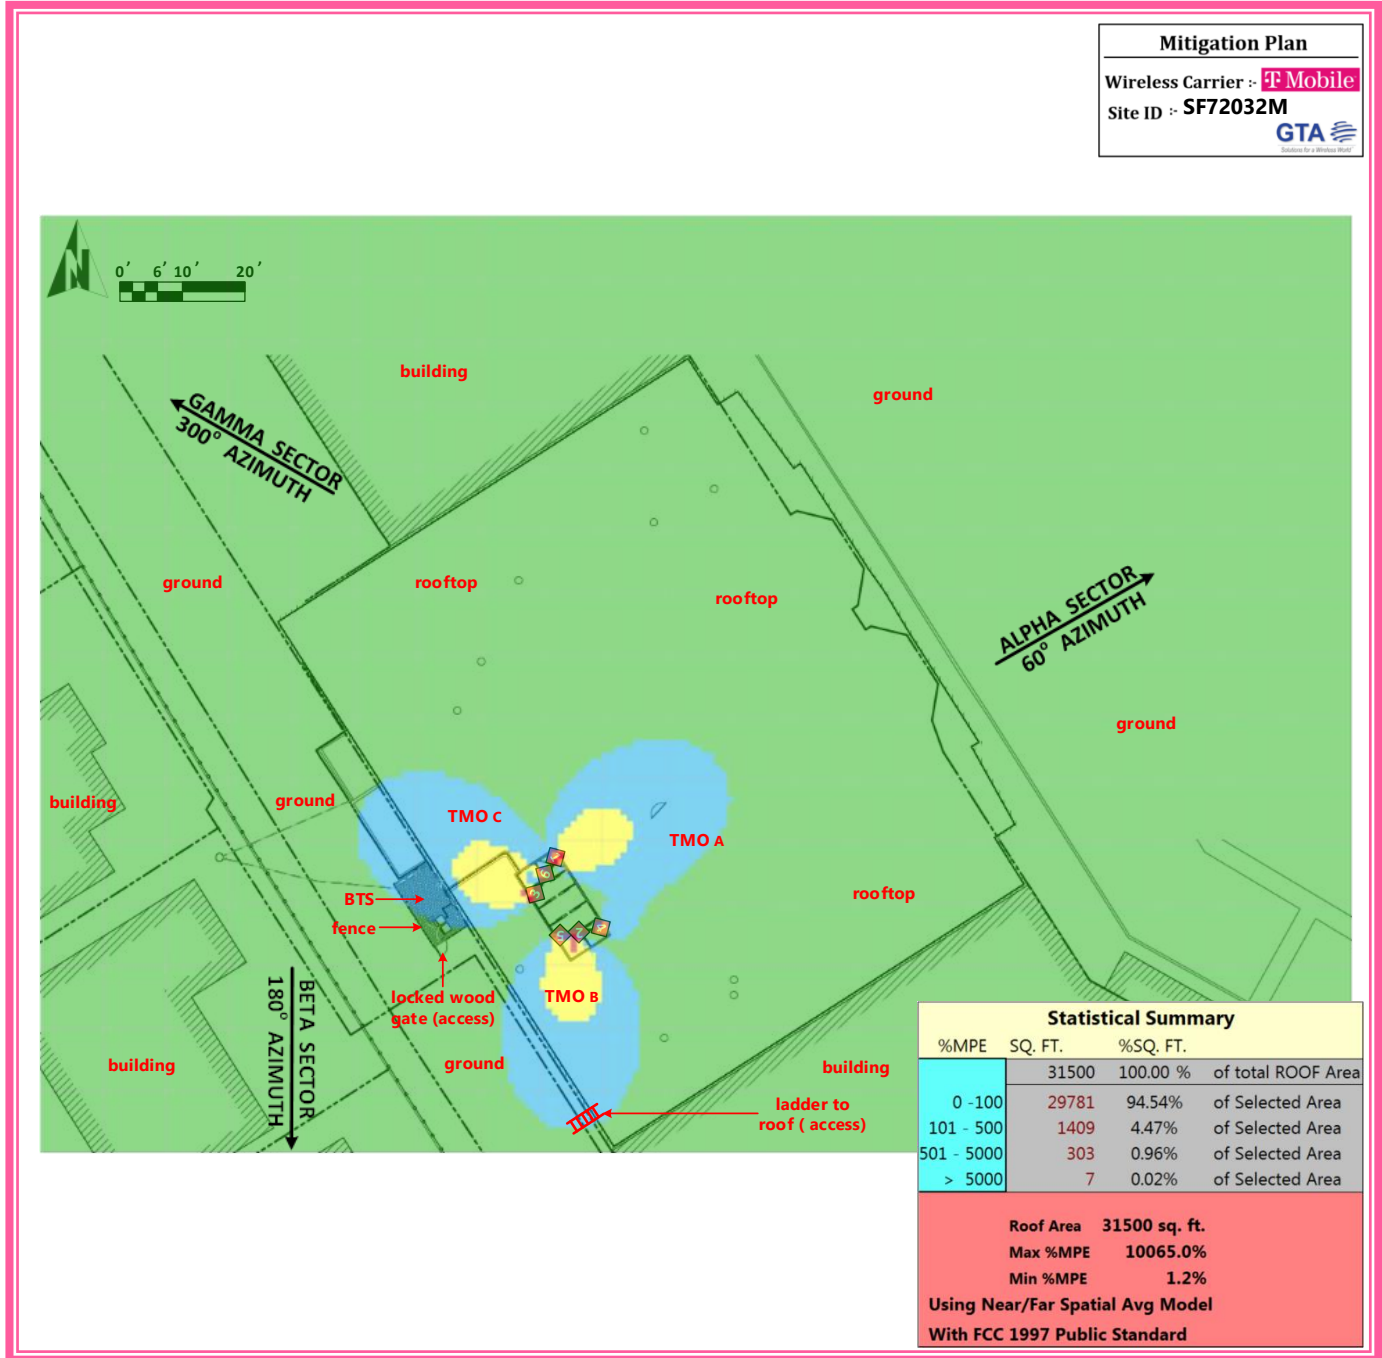 Mitigation Plan
Wireless Carrier :- T Mobile
Site ID :- SF72032M
GTA
Solutions for a Wireless World
N
0' 6' 10' 20'
building
ground
GAMMA SECTOR
300° AZIMUTH
ground
rooftop
rooftop
ALPHA SECTOR
60° AZIMUTH
ground
building
ground
TMO C
TMO A
BTS
rooftop
fence
TMO B
locked wood
gate (access)
BETA SECTOR
180° AZIMUTH
building
ground
building
ladder to
roof ( access)
Statistical Summary
%MPE SQ. FT. %SQ. FT.
31500 100.00 % of total ROOF Area
0 -100 29781 94.54% of Selected Area
101 - 500 1409 4.47% of Selected Area
501 - 5000 303 0.96% of Selected Area
> 5000 7 0.02% of Selected Area
Roof Area 31500 sq. ft.
Max %MPE 10065.0%
Min %MPE 1.2%
Using Near/Far Spatial Avg Model
With FCC 1997 Public Standard